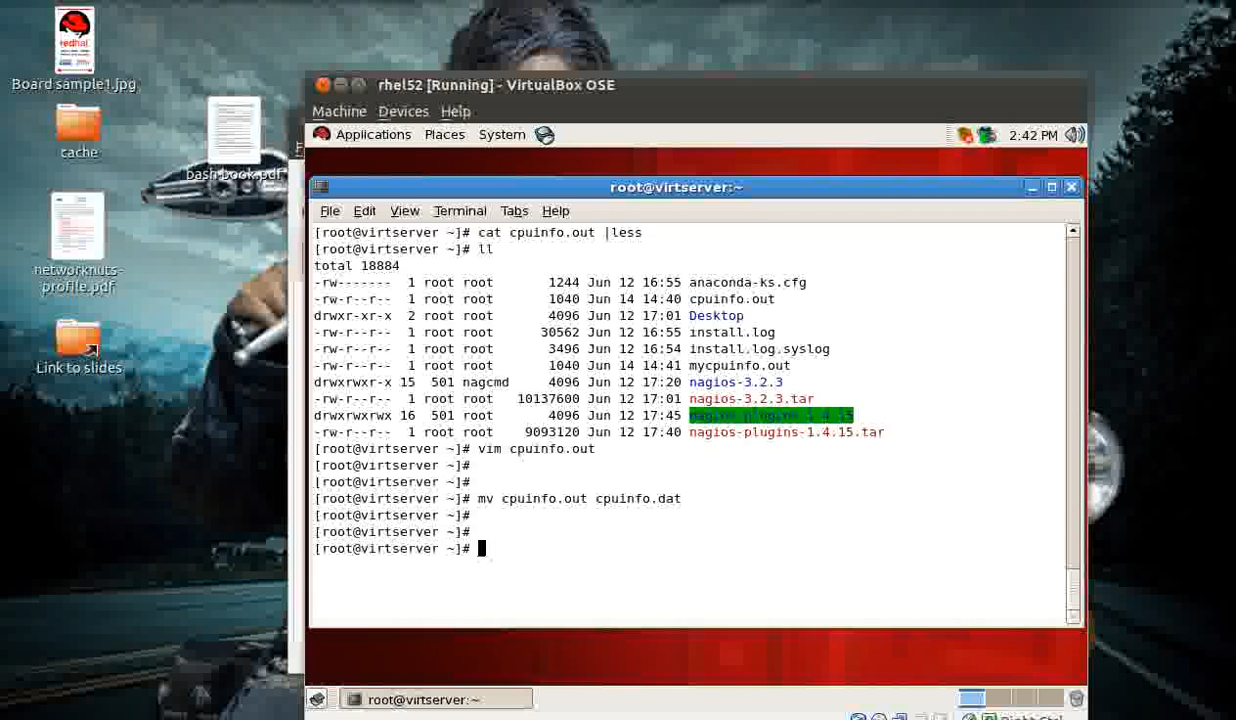 redhat
Board sample1.jpg
cache
bash book.pdf
networknuts-
profile.pdf
Link to slides
rhel52 [Running] - VirtualBox OSE
Machine Devices Help
Applications Places System 2:42 PM
root@virtserver:~
File Edit View Terminal Tabs Help
[root@virtserver ~]# cat cpuinfo.out |less
[root@virtserver ~]# ll
total 18884
-rw------- 1 root root 1244 Jun 12 16:55 anaconda-ks.cfg
-rw-r--r-- 1 root root 1040 Jun 14 14:40 cpuinfo.out
drwxr-xr-x 2 root root 4096 Jun 12 17:01 Desktop
-rw-r--r-- 1 root root 30562 Jun 12 16:55 install.log
-rw-r--r-- 1 root root 3496 Jun 12 16:54 install.log.syslog
-rw-r--r-- 1 root root 1040 Jun 14 14:41 mycpuinfo.out
drwxrwxr-x 15 501 nagcmd 4096 Jun 12 17:20 nagios-3.2.3
-rw-r--r-- 1 root root 10137600 Jun 12 17:01 nagios-3.2.3.tar
drwxrwxrwx 16 501 root 4096 Jun 12 17:45 nagios-plugins-1.4.15
-rw-r--r-- 1 root root 9093120 Jun 12 17:40 nagios-plugins-1.4.15.tar
[root@virtserver ~]# vim cpuinfo.out
[root@virtserver ~]#
[root@virtserver ~]#
[root@virtserver ~]# mv cpuinfo.out cpuinfo.dat
[root@virtserver ~]#
[root@virtserver ~]#
[root@virtserver ~]#
root@virtserver:~
Right Ctrl